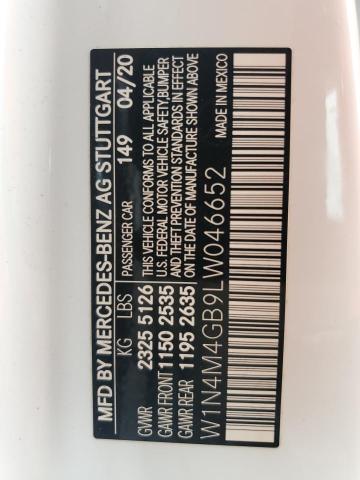 MFD BY MERCEDES-BENZ AG STUTTGART
KG LBS PASSENGER CAR 149 04/20
GVWR 2325 5126 THIS VEHICLE CONFORMS TO ALL APPLICABLE
GAWR FRONT 1150 2535 U.S. FEDERAL MOTOR VEHICLE SAFETY, BUMPER
GAWR REAR 1195 2635 AND THEFT PREVENTION STANDARDS IN EFFECT
ON THE DATE OF MANUFACTURE SHOWN ABOVE
W1N4M4GB9LW046652 MADE IN MEXICO